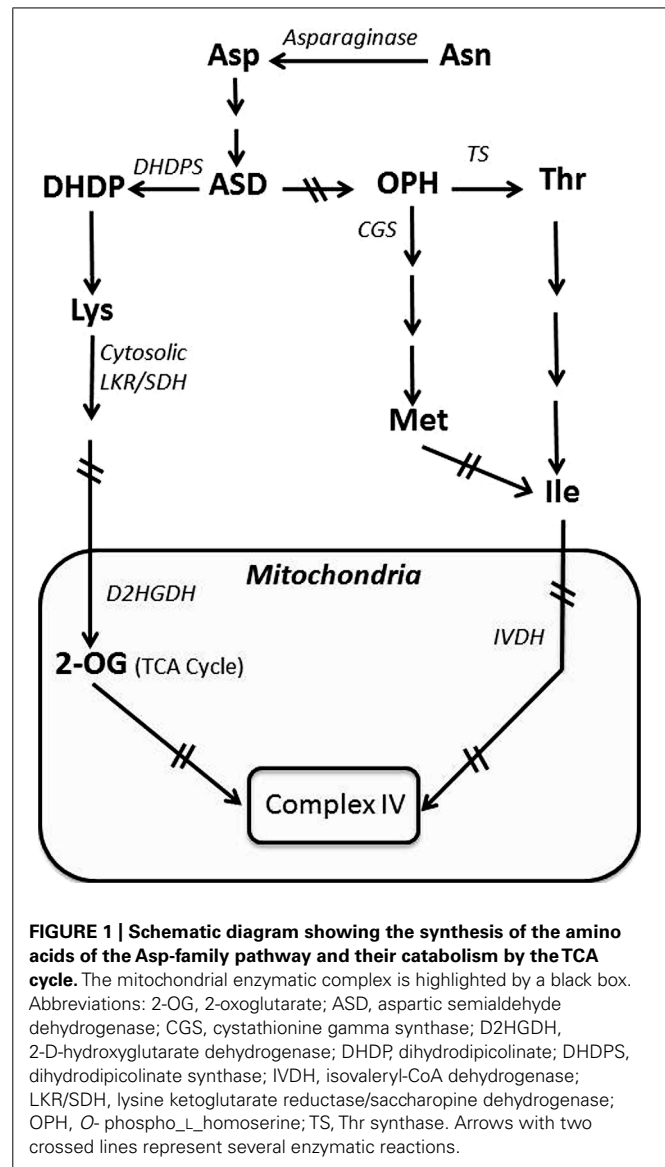 Asparaginase
Asp
Asn
DHDPS
TS
DHDP
ASD
OPH
Thr
CGS
Lys
Cytosolic
LKR/SDH
Met
Ile
Mitochondria
D2HGDH
IVDH
2-OG (TCA Cycle)
Complex IV
FIGURE 1 | Schematic diagram showing the synthesis of the amino
acids of the Asp-family pathway and their catabolism by the TCA
cycle. The mitochondrial enzymatic complex is highlighted by a black box.
Abbreviations: 2-OG, 2-oxoglutarate; ASD, aspartic semialdehyde
dehydrogenase; CGS, cystathionine gamma synthase; D2HGDH,
2-D-hydroxyglutarate dehydrogenase; DHDP, dihydrodipicolinate; DHDPS,
dihydrodipicolinate synthase; IVDH, isovaleryl-CoA dehydrogenase;
LKR/SDH, lysine ketoglutarate reductase/saccharopine dehydrogenase;
OPH, O- phospho_L_homoserine; TS, Thr synthase. Arrows with two
crossed lines represent several enzymatic reactions.